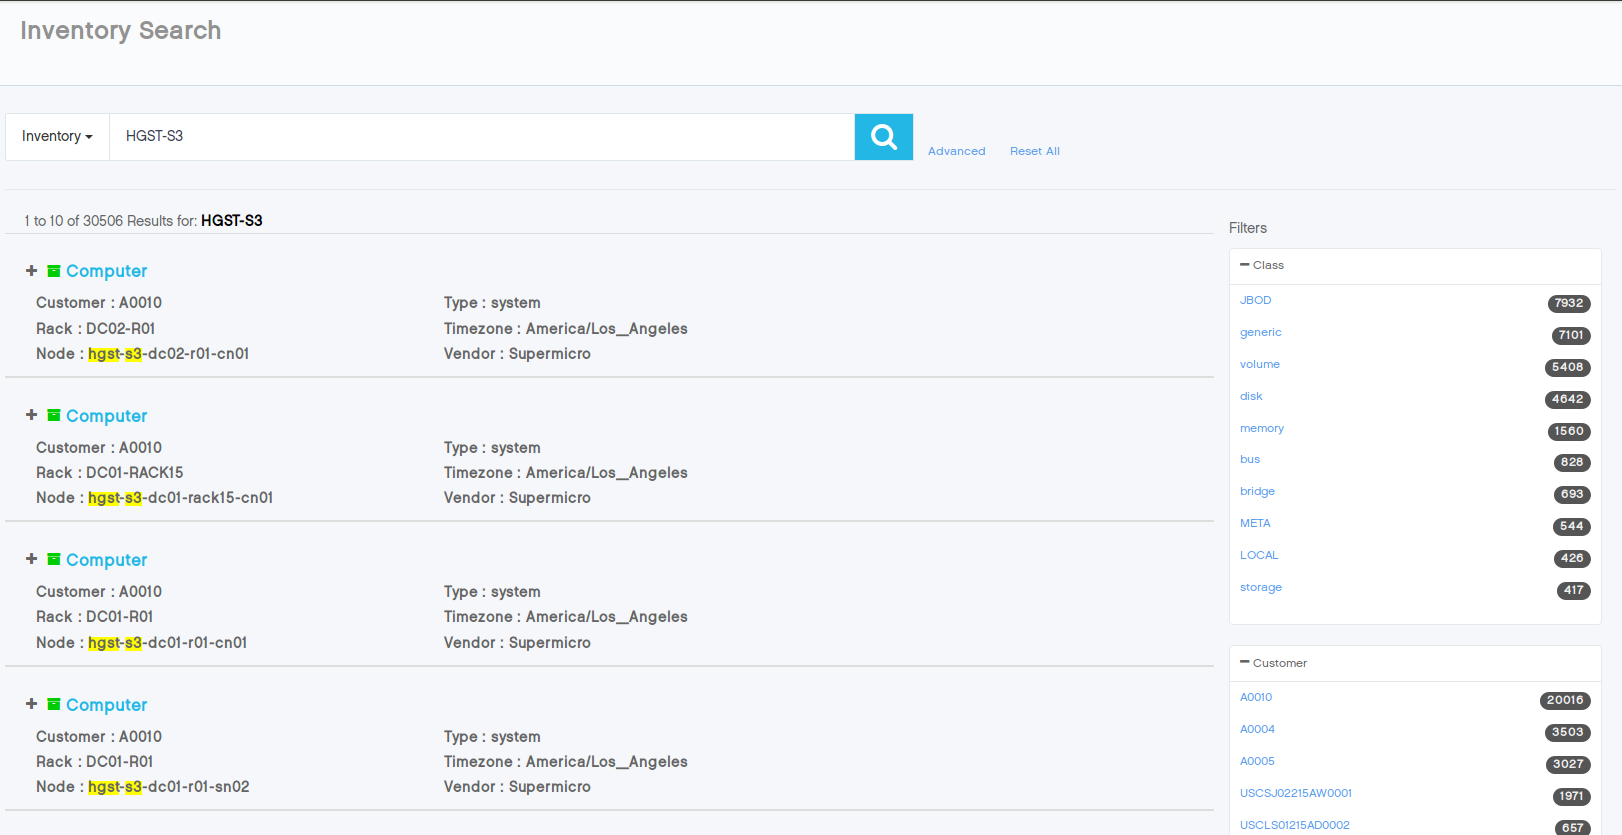 Inventory Search
Inventory HGST-S3 Advanced Reset All
1 to 10 of 30506 Results for: HGST-S3
Computer
Customer : A0010 Type : system
Rack : DC02-R01 Timezone : America/Los_Angeles
Node : hgst-s3-dc02-r01-cn01 Vendor : Supermicro
Computer
Customer : A0010 Type : system
Rack : DC01-RACK15 Timezone : America/Los_Angeles
Node : hgst-s3-dc01-rack15-cn01 Vendor : Supermicro
Computer
Customer : A0010 Type : system
Rack : DC01-R01 Timezone : America/Los_Angeles
Node : hgst-s3-dc01-r01-cn01 Vendor : Supermicro
Computer
Customer : A0010 Type : system
Rack : DC01-R01 Timezone : America/Los_Angeles
Node : hgst-s3-dc01-r01-sn02 Vendor : Supermicro
Filters
Class
JBOD 7932
generic 7101
volume 5408
disk 4642
memory 1560
bus 828
bridge 693
META 544
LOCAL 426
storage 417
Customer
A0010 20016
A0004 3503
A0005 3027
USCSJ02215AW0001 1971
USCLS01215AD0002 657